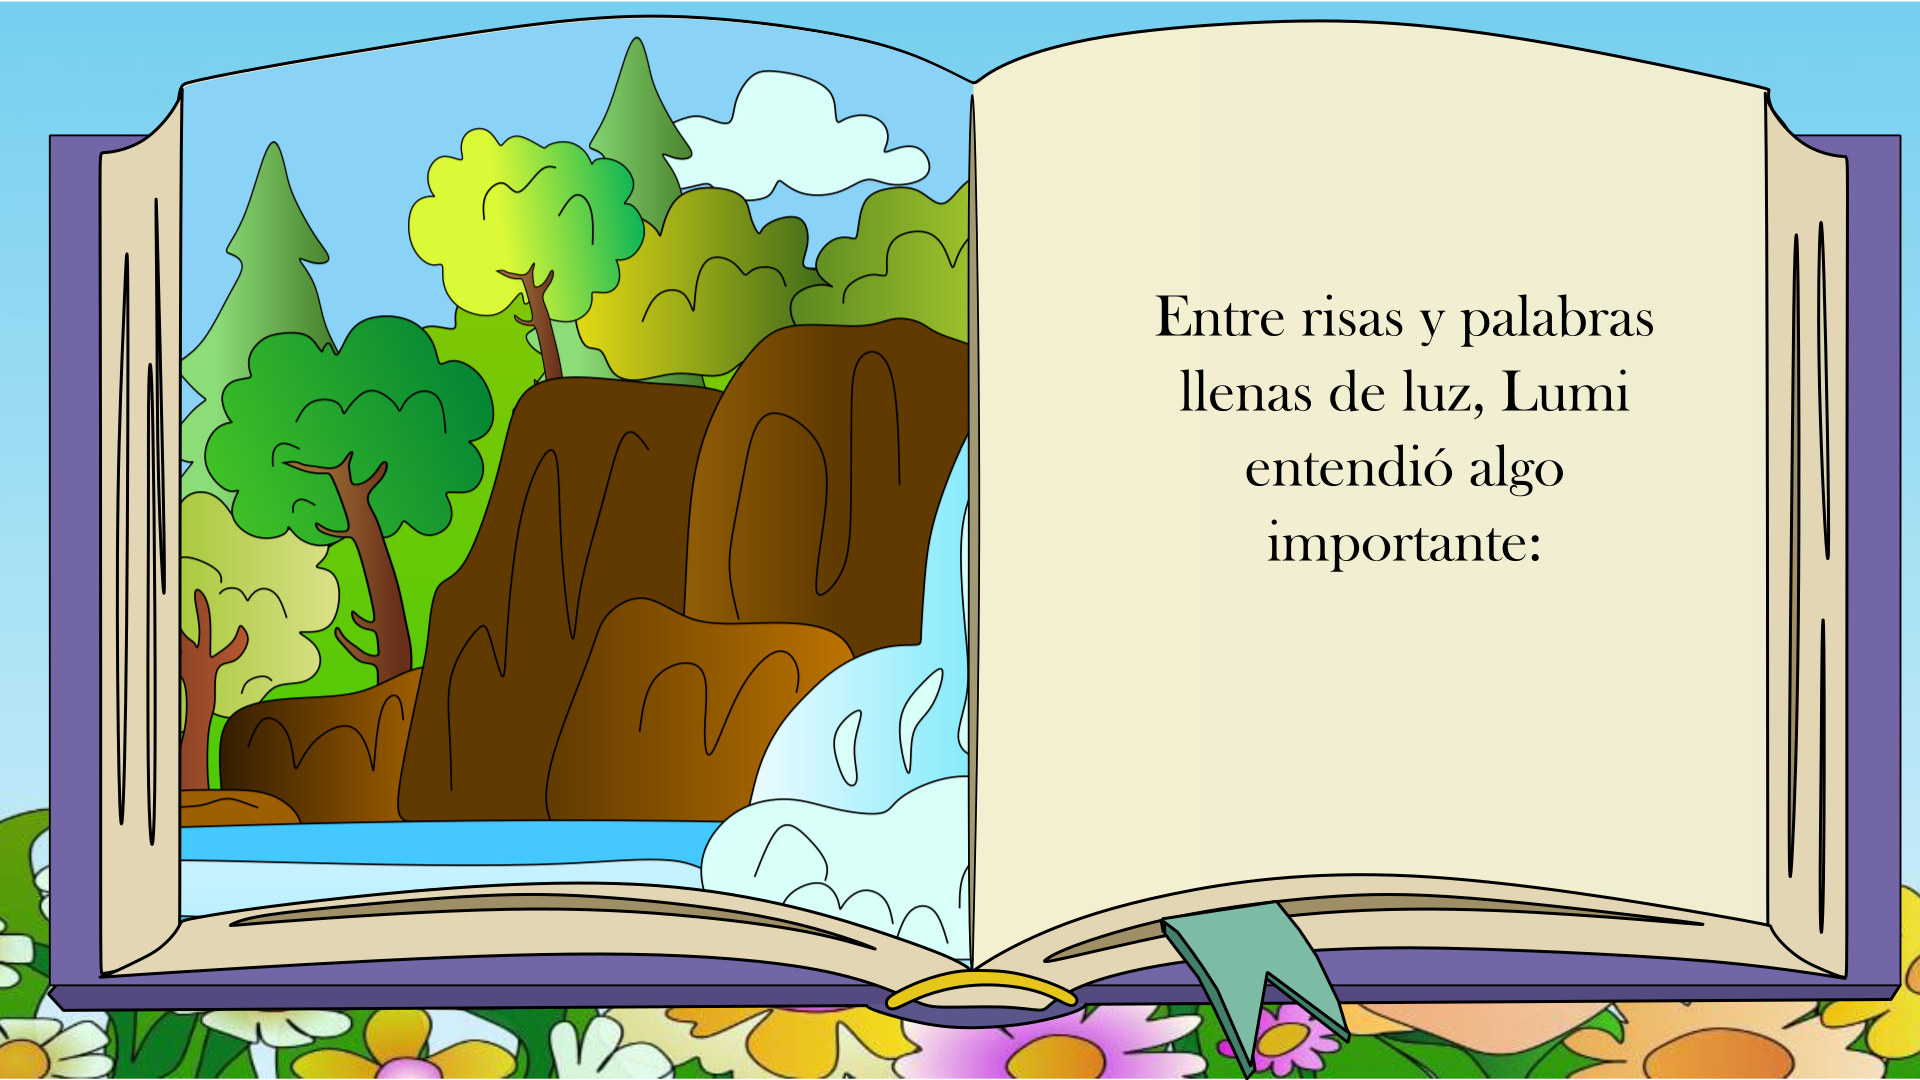 Entre risas y palabras
llenas de luz, Lumi
entendió algo
importante: